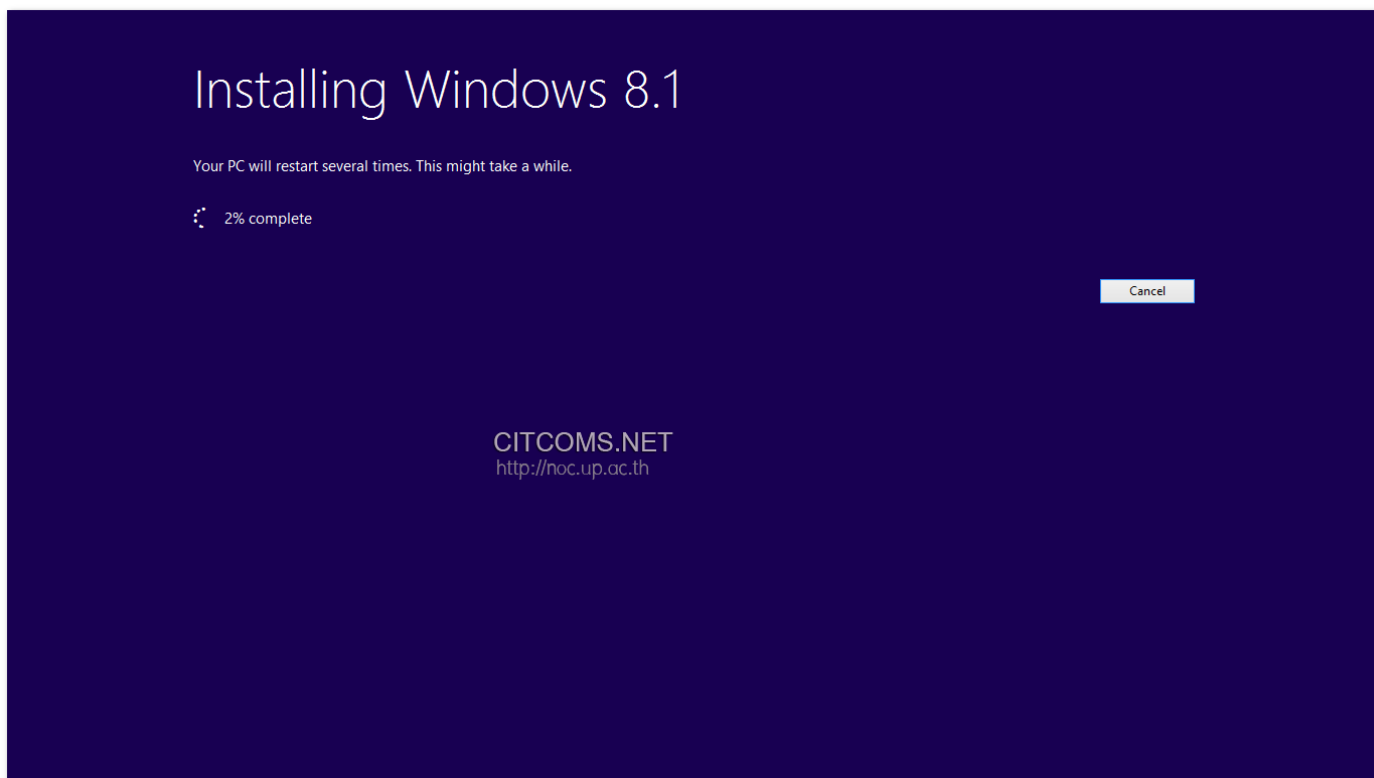 Installing Windows 8.1
Your PC will restart several times. This might take a while.
2% complete
Cancel
CITCOMS.NET
http://noc.up.ac.th